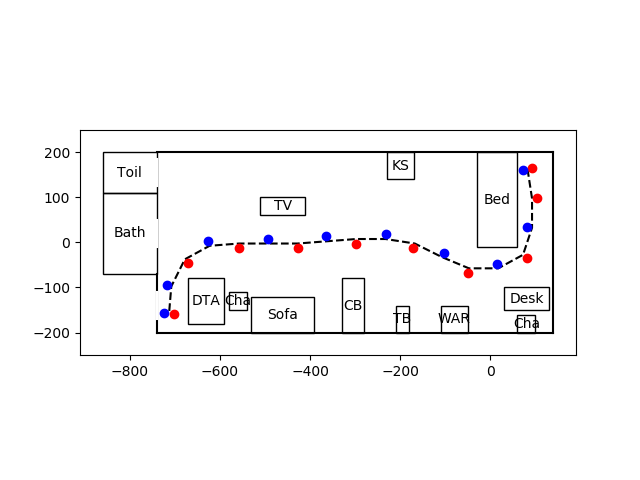 200
100
0
−100
−200
−800
−600
−400
−200
0
Toil
Bath
TV
KS
Bed
DTA
Cha
Sofa
CB
TB
WAR
Desk
Cha